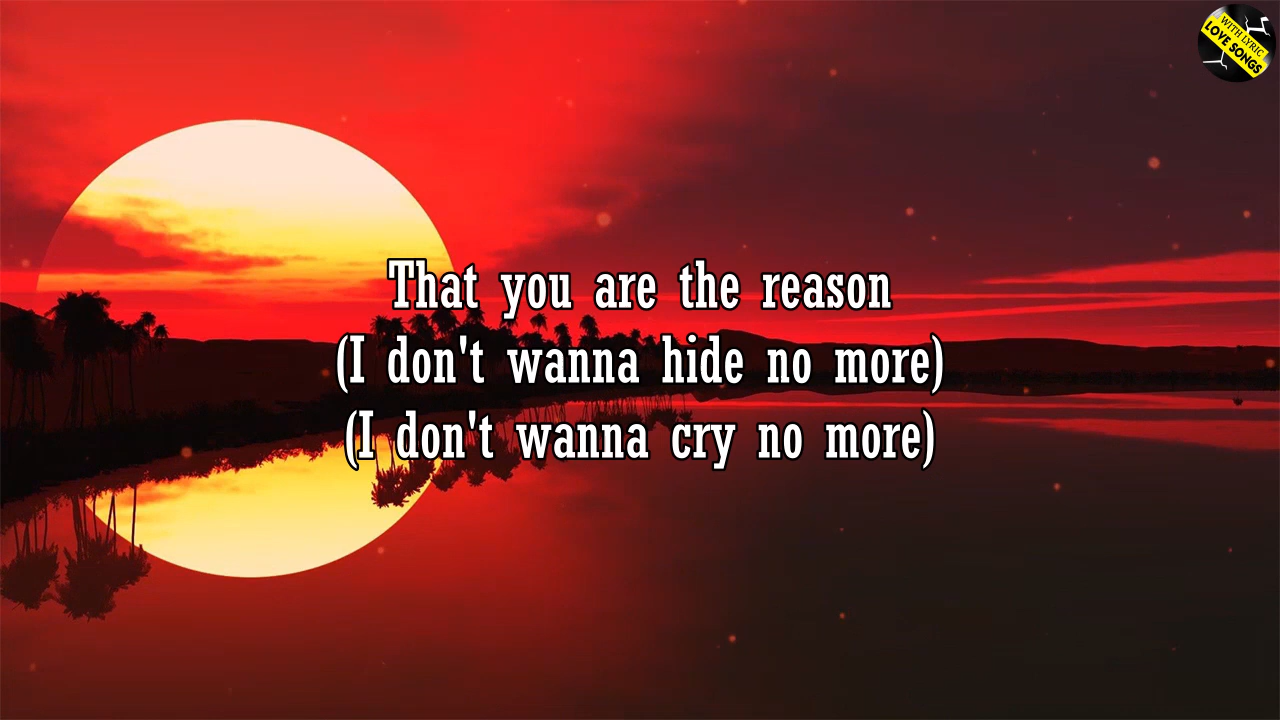 WITH LYRIC
LOVE SONGS
That you are the reason
(I don't wanna hide no more)
(I don't wanna cry no more)